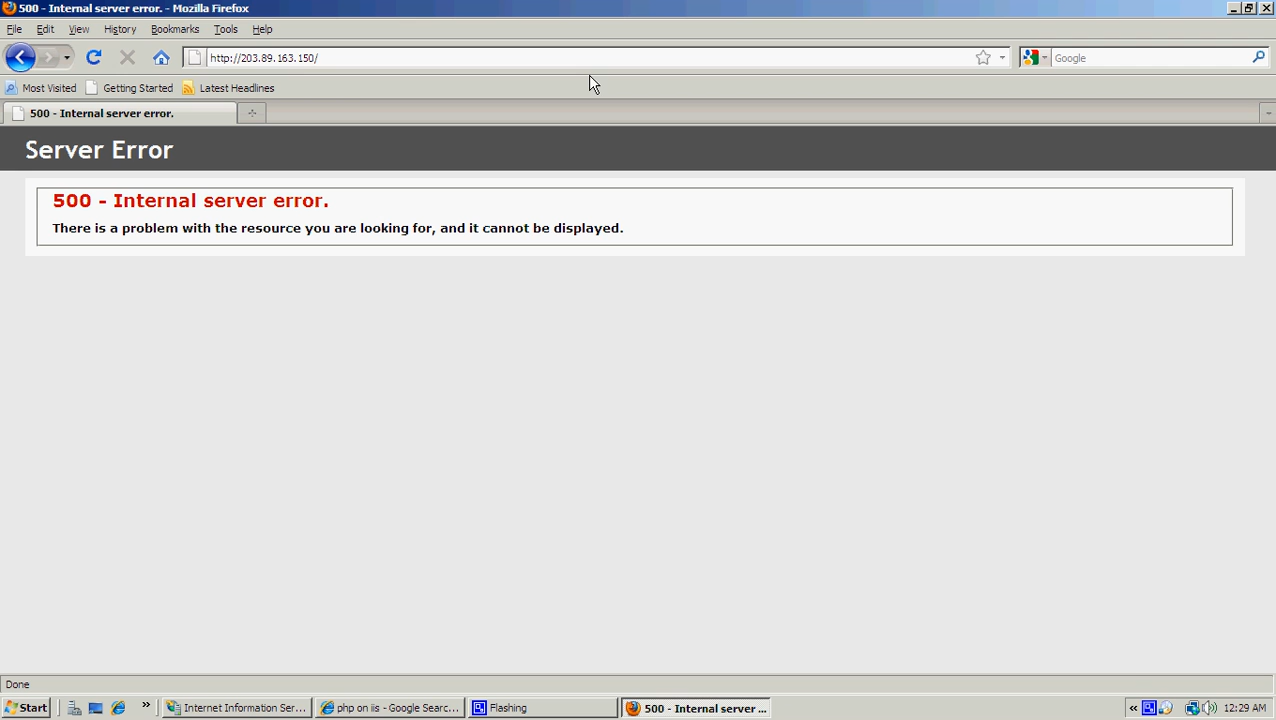 500 - Internal server error. - Mozilla Firefox
File Edit View History Bookmarks Tools Help
http://203.89.163.150/ Google
Most Visited Getting Started Latest Headlines
500 - Internal server error.
Server Error
500 - Internal server error.
There is a problem with the resource you are looking for, and it cannot be displayed.
Done
Start » Internet Information Ser... php on iis - Google Searc... Flashing 500 - Internal server ... « 12:29 AM